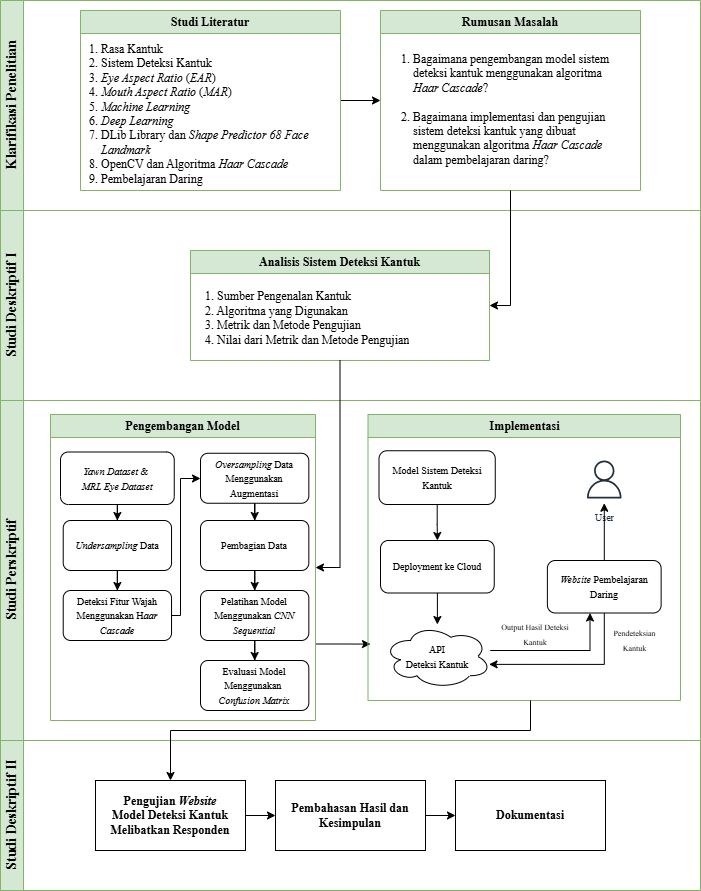 Klarifikasi Penelitian
Studi Literatur
1. Rasa Kantuk
2. Sistem Deteksi Kantuk
3. Eye Aspect Ratio (EAR)
4. Mouth Aspect Ratio (MAR)
5. Machine Learning
6. Deep Learning
7. DLib Library dan Shape Predictor 68 Face
Landmark
8. OpenCV dan Algoritma Haar Cascade
9. Pembelajaran Daring
Rumusan Masalah
1. Bagaimana pengembangan model sistem
deteksi kantuk menggunakan algoritma
Haar Cascade?
2. Bagaimana implementasi dan pengujian
sistem deteksi kantuk yang dibuat
menggunakan algoritma Haar Cascade
dalam pembelajaran daring?
Studi Deskriptif I
Analisis Sistem Deteksi Kantuk
1. Sumber Pengenalan Kantuk
2. Algoritma yang Digunakan
3. Metrik dan Metode Pengujian
4. Nilai dari Metrik dan Metode Pengujian
Studi Perskriptif
Pengembangan Model
Yawn Dataset &
MRL Eye Dataset
Undersampling Data
Deteksi Fitur Wajah
Menggunakan Haar
Cascade
Oversampling Data
Menggunakan
Augmentasi
Pembagian Data
Pelatihan Model
Menggunakan CNN
Sequential
Evaluasi Model
Menggunakan
Confusion Matrix
Implementasi
Model Sistem Deteksi
Kantuk
Deployment ke Cloud
API
Deteksi Kantuk
User
Website Pembelajaran
Daring
Output Hasil Deteksi
Kantuk
Pendeteksian
Kantuk
Studi Deskriptif II
Pengujian Website
Model Deteksi Kantuk
Melibatkan Responden
Pembahasan Hasil dan
Kesimpulan
Dokumentasi